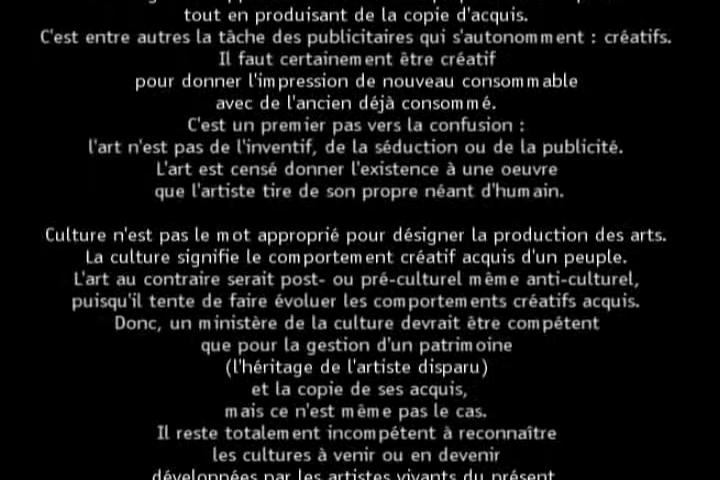 tout en produisant de la copie d'acquis.
C'est entre autres la tâche des publicitaires qui s'autonomment : créatifs.
Il faut certainement être créatif
pour donner l'impression de nouveau consommable
avec de l'ancien déjà consommé.
C'est un premier pas vers la confusion :
l'art n'est pas de l'inventif, de la séduction ou de la publicité.
L'art est censé donner l'existence à une oeuvre
que l'artiste tire de son propre néant d'humain.
Culture n'est pas le mot approprié pour désigner la production des arts.
La culture signifie le comportement créatif acquis d'un peuple.
L'art au contraire serait post- ou pré-culturel même anti-culturel,
puisqu'il tente de faire évoluer les comportements créatifs acquis.
Donc, un ministère de la culture devrait être compétent
que pour la gestion d'un patrimoine
(l'héritage de l'artiste disparu)
et la copie de ses acquis,
mais ce n'est même pas le cas.
Il reste totalement incompétent à reconnaître
les cultures à venir ou en devenir
développées par les artistes vivants du présent